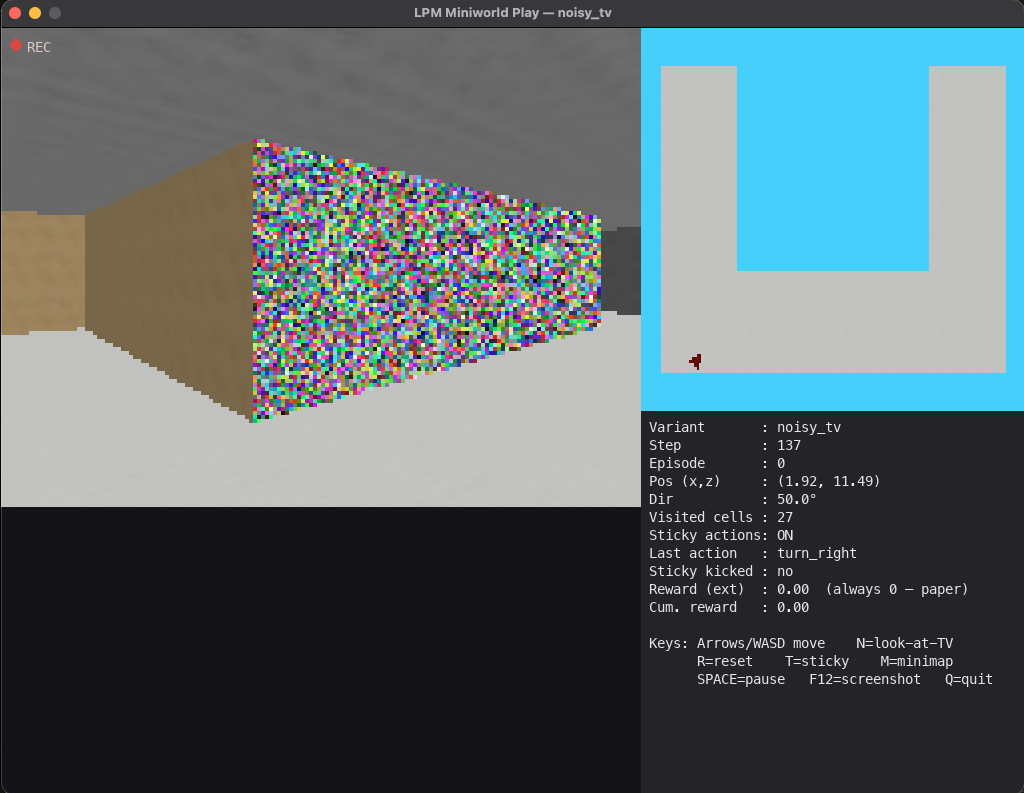 LPM Miniworld Play — noisy_tv
REC
Variant : noisy_tv
Step : 137
Episode : 0
Pos (x,z) : (1.92, 11.49)
Dir : 50.0°
Visited cells : 27
Sticky actions: ON
Last action : turn_right
Sticky kicked : no
Reward (ext) : 0.00 (always 0 — paper)
Cum. reward : 0.00
Keys: Arrows/WASD move N=look—at—TV
R=reset T=sticky M=minimap
SPACE=pause F12=screenshot Q=quit